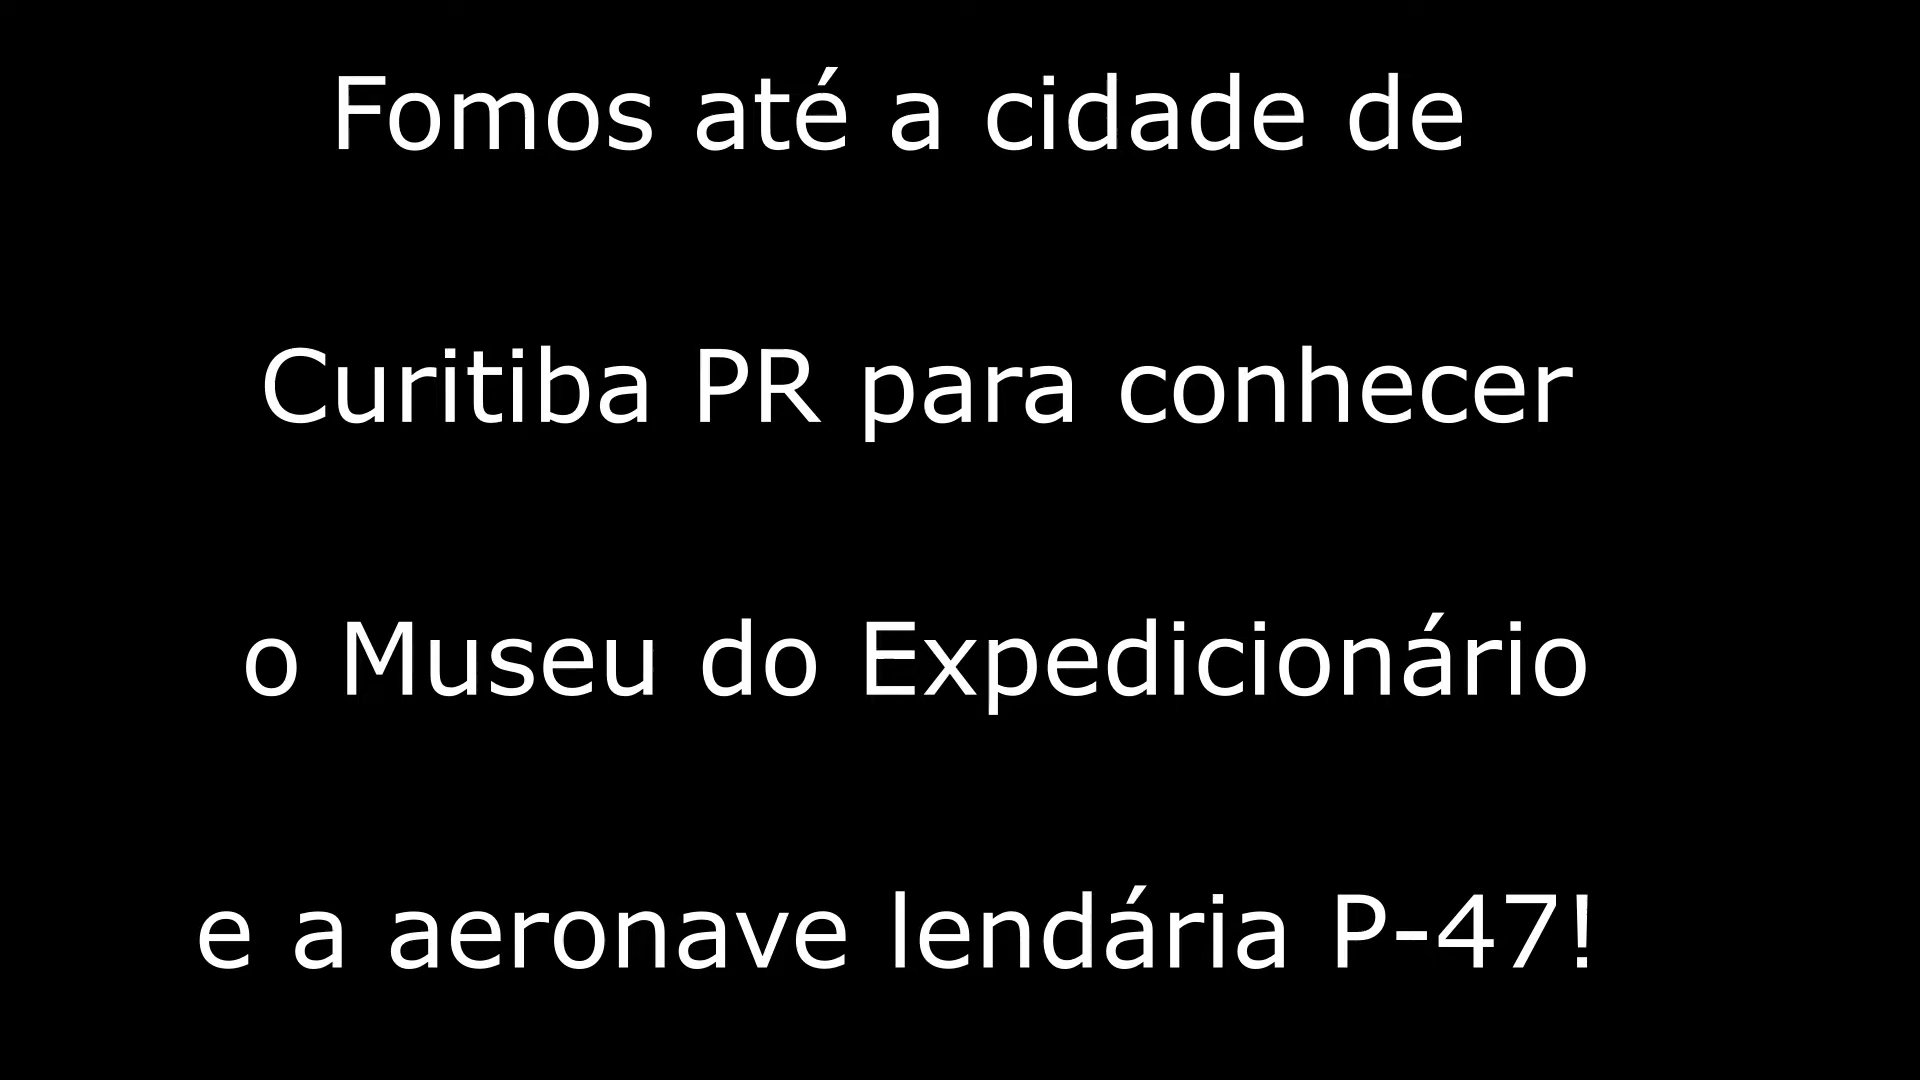 Fomos até a cidade de
Curitiba PR para conhecer
o Museu do Expedicionário
e a aeronave lendária P-47!